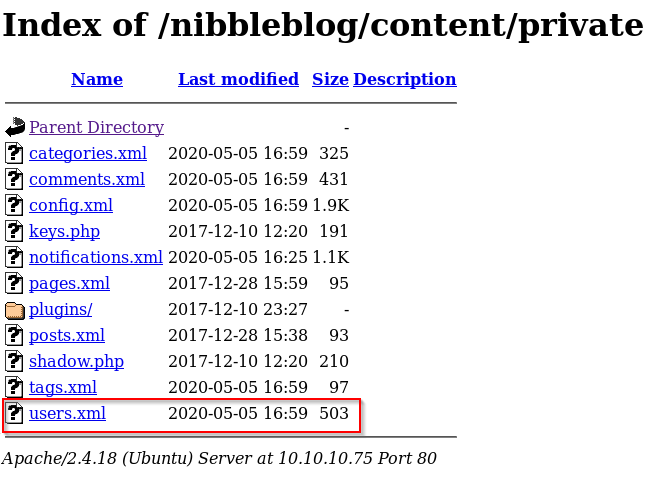 Index of /nibbleblog/content/private
Name Last modified Size Description
Parent Directory -
categories.xml 2020-05-05 16:59 325
comments.xml 2020-05-05 16:59 431
config.xml 2020-05-05 16:59 1.9K
keys.php 2017-12-10 12:20 191
notifications.xml 2020-05-05 16:25 1.1K
pages.xml 2017-12-28 15:59 95
plugins/ 2017-12-10 23:27 -
posts.xml 2017-12-28 15:38 93
shadow.php 2017-12-10 12:20 210
tags.xml 2020-05-05 16:59 97
users.xml 2020-05-05 16:59 503
Apache/2.4.18 (Ubuntu) Server at 10.10.10.75 Port 80